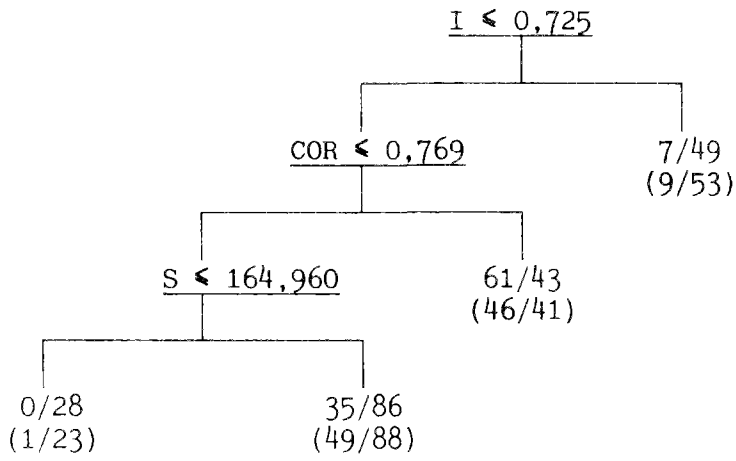 I ⩽ 0,725
COR ⩽ 0,769
7/49
(9/53)
S ⩽ 164,960
61/43
(46/41)
0/28
(1/23)
35/86
(49/88)